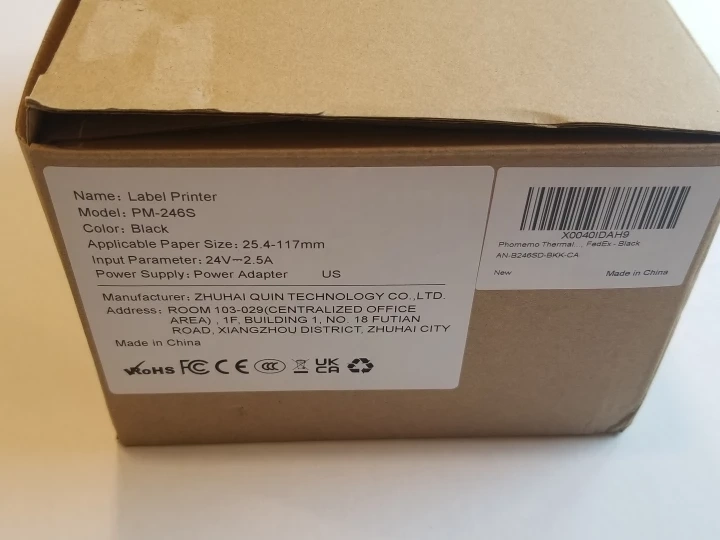 Name: Label Printer
Model: PM-246S
Color: Black
Applicable Paper Size: 25.4-117mm
Input Parameter: 24V⎓2.5A
Power Supply: Power Adapter US
Manufacturer: ZHUHAI QUIN TECHNOLOGY CO.,LTD.
Address: ROOM 103-029(CENTRALIZED OFFICE
AREA) , 1F, BUILDING 1, NO. 18 FUTIAN
ROAD, XIANGZHOU DISTRICT, ZHUHAI CITY
Made in China
RoHS FC CE CCC UK
CA
X0040IDAH9
Phomemo Thermal... FedEx - Black
AN-B246SD-BKK-CA
New Made in China